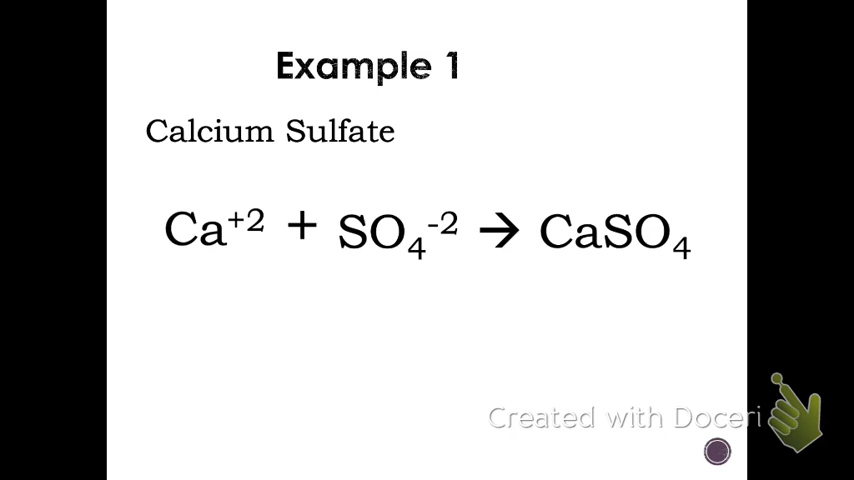 Example 1
Calcium Sulfate
Ca⁺² + SO₄⁻² → CaSO₄
Created with Doceri